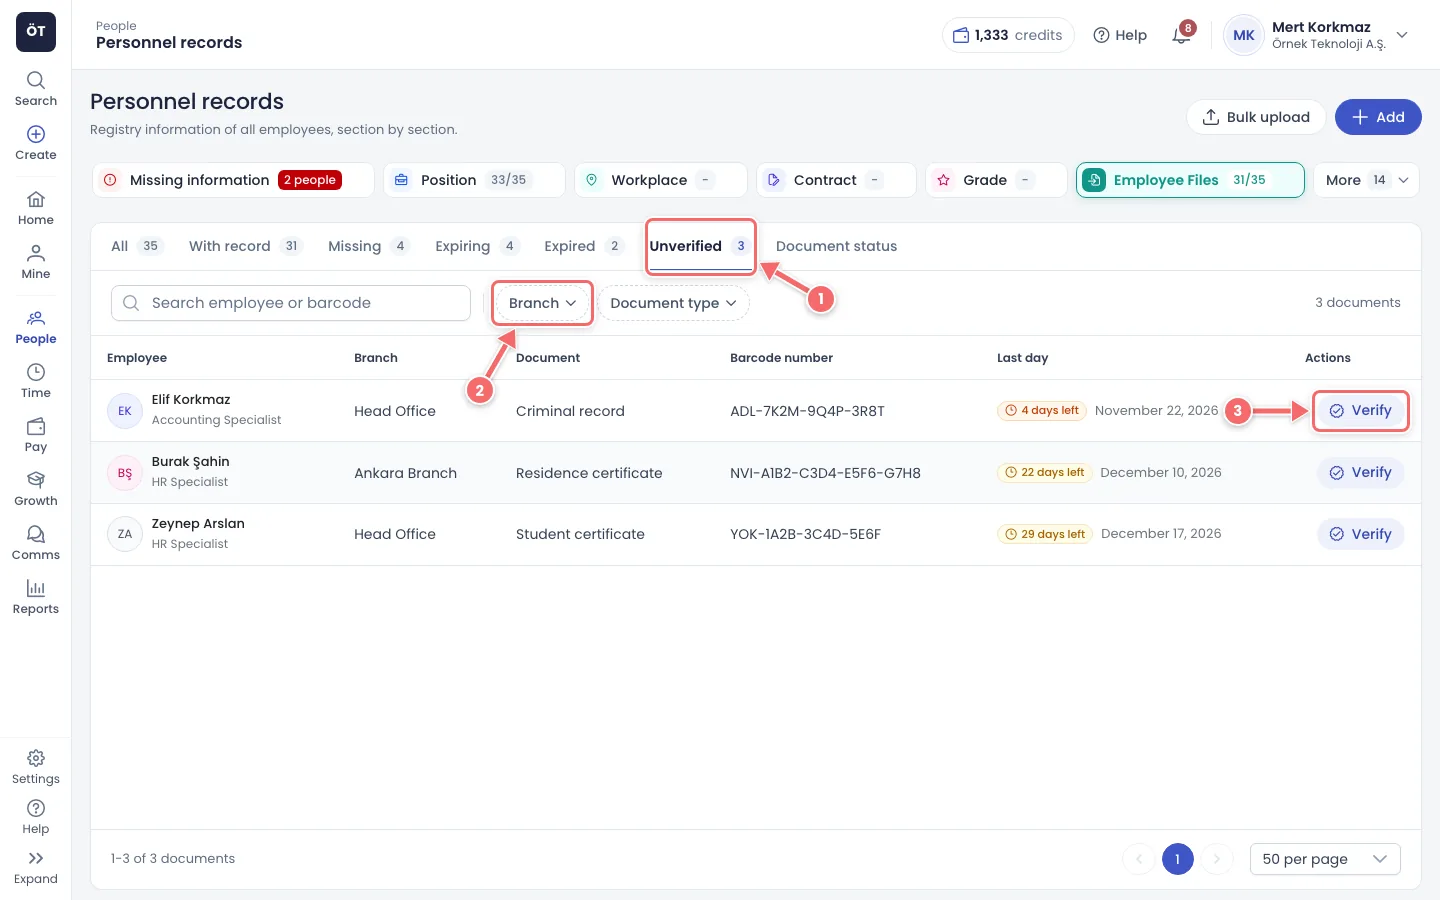 ÖT
Search
Create
Home
Mine
People
Time
Pay
Growth
Comms
Reports
Settings
Help
Expand
People
Personnel records
1,333 credits
Help
8
MK
Mert Korkmaz
Örnek Teknoloji A.Ş.
Personnel records
Registry information of all employees, section by section.
Bulk upload
Add
Missing information 2 people
Position 33/35
Workplace -
Contract -
Grade -
Employee Files 31/35
More 14
All 35
With record 31
Missing 4
Expiring 4
Expired 2
Unverified 3
Document status
1
Search employee or barcode
Branch
Document type
3 documents
2
Employee Branch Document Barcode number Last day Actions
EK
Elif Korkmaz
Accounting Specialist
Head Office
Criminal record
ADL-7K2M-9Q4P-3R8T
4 days left November 22, 2026
3
Verify
BŞ
Burak Şahin
HR Specialist
Ankara Branch
Residence certificate
NVI-A1B2-C3D4-E5F6-G7H8
22 days left December 10, 2026
Verify
ZA
Zeynep Arslan
HR Specialist
Head Office
Student certificate
YOK-1A2B-3C4D-5E6F
29 days left December 17, 2026
Verify
1-3 of 3 documents
1
50 per page